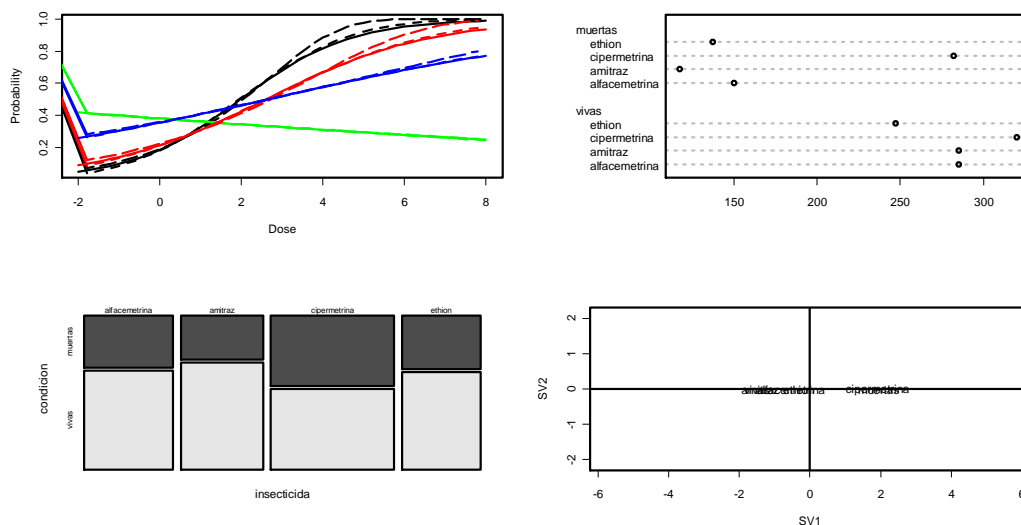 1.0
0.8
0.6
0.4
0.2
Probability
-2 0 2 4 6 8
Dose
muertas
ethion
cipermetrina
amitraz
alfacemetrina
vivas
ethion
cipermetrina
amitraz
alfacemetrina
150 200 250 300
alfacemetrina amitraz cipermetrina ethion
muertas
vivas
condicion
insecticida
2
1
0
-1
-2
SV2
cipermetrina
-6 -4 -2 0 2 4 6
SV1